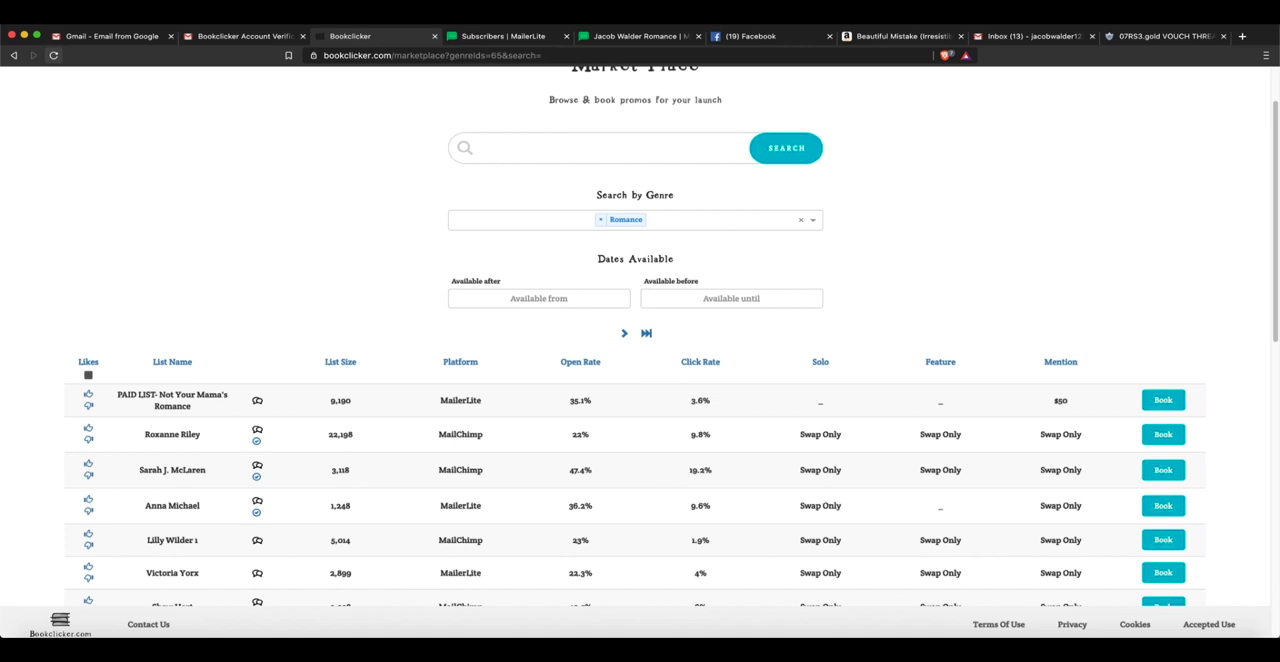 Gmail - Email from Google
Bookclicker Account Verific
Bookclicker
Subscribers | MailerLite
Jacob Walder Romance | M
(19) Facebook
Beautiful Mistake (Irresistib
Inbox (13) - jacobwalder12
07RS3.gold VOUCH THREA
bookclicker.com/marketplace?genreIds=65&search=
Market Place
Browse & book promos for your launch
SEARCH
Search by Genre
× Romance
Dates Available
Available after Available before
Available from Available until
Likes List Name List Size Platform Open Rate Click Rate Solo Feature Mention
PAID LIST- Not Your Mama's
Romance
9,190 MailerLite 35.1% 3.6% _ _ $50 Book
Roxanne Riley 22,198 MailChimp 22% 9.8% Swap Only Swap Only Swap Only Book
Sarah J. McLaren 3,118 MailChimp 47.4% 19.2% Swap Only Swap Only Swap Only Book
Anna Michael 1,248 MailerLite 36.2% 9.6% Swap Only _ Swap Only Book
Lilly Wilder 1 5,014 MailChimp 23% 1.9% Swap Only Swap Only Swap Only Book
Victoria Yorx 2,899 MailerLite 22.3% 4% Swap Only Swap Only Swap Only Book
Bookclicker.com
Contact Us
Terms Of Use Privacy Cookies Accepted Use